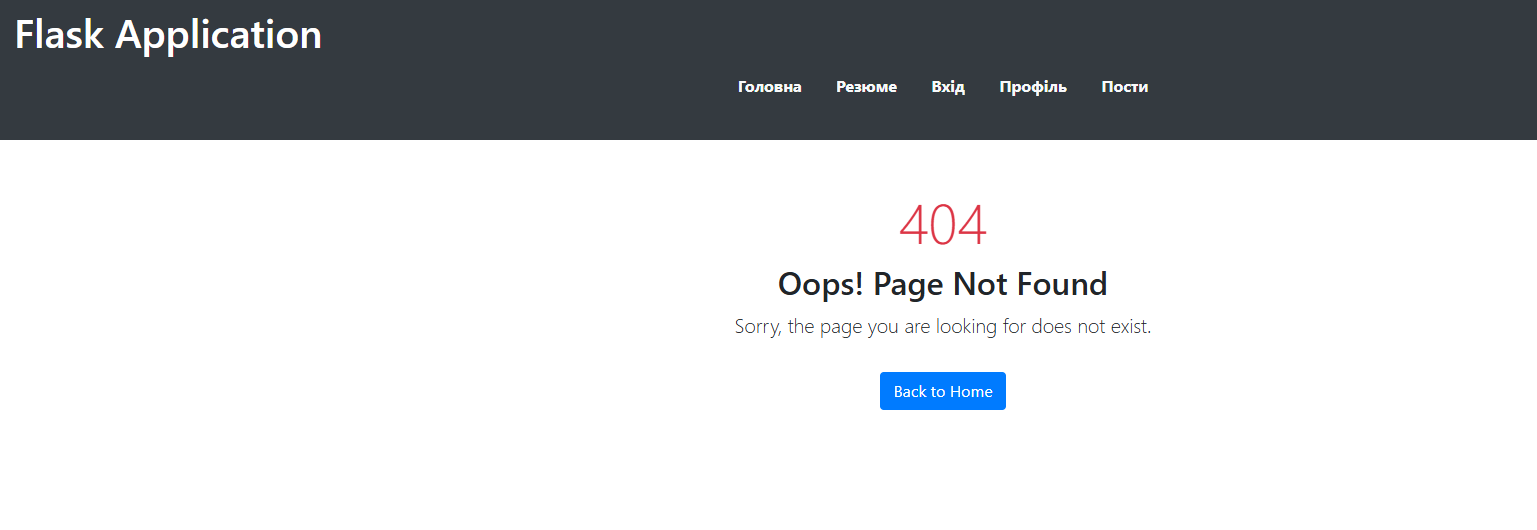 Flask Application
Головна Резюме Вхід Профіль Пости
404
Oops! Page Not Found
Sorry, the page you are looking for does not exist.
Back to Home